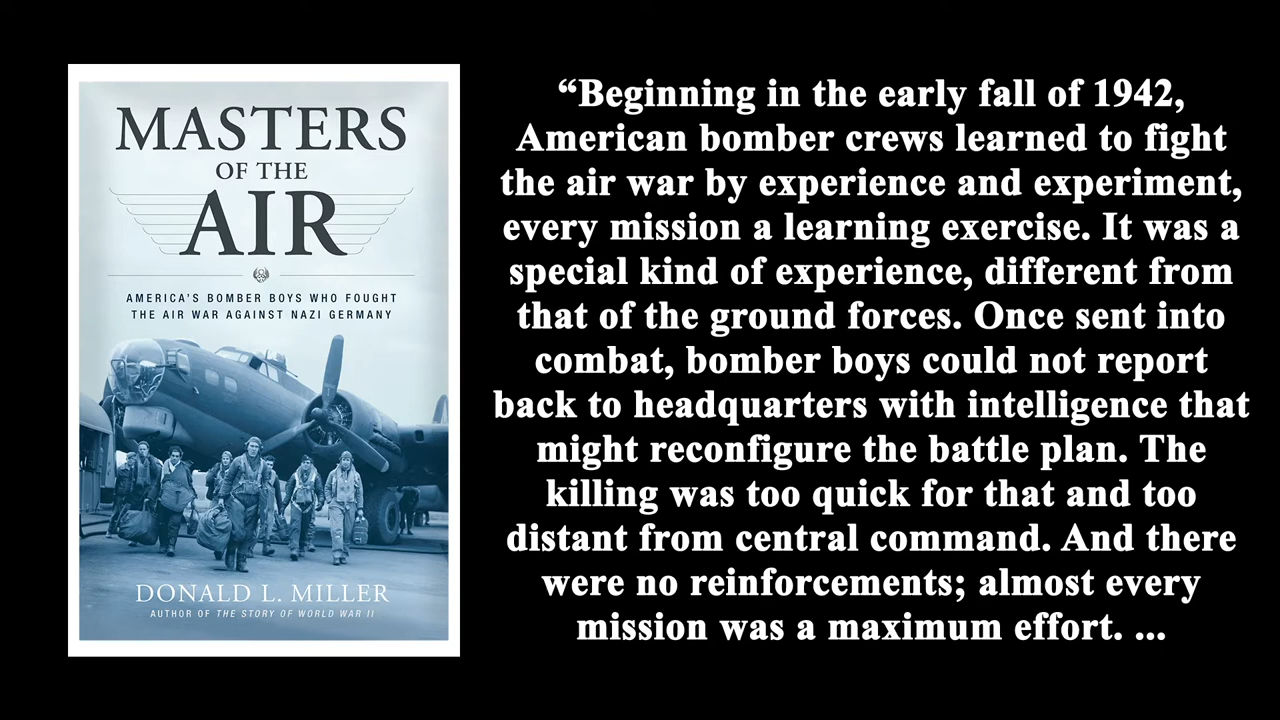 MASTERS
OF THE
AIR
AMERICA'S BOMBER BOYS WHO FOUGHT
THE AIR WAR AGAINST NAZI GERMANY
DONALD L. MILLER
AUTHOR OF THE STORY OF WORLD WAR II
“Beginning in the early fall of 1942,
American bomber crews learned to fight
the air war by experience and experiment,
every mission a learning exercise. It was a
special kind of experience, different from
that of the ground forces. Once sent into
combat, bomber boys could not report
back to headquarters with intelligence that
might reconfigure the battle plan. The
killing was too quick for that and too
distant from central command. And there
were no reinforcements; almost every
mission was a maximum effort. ...